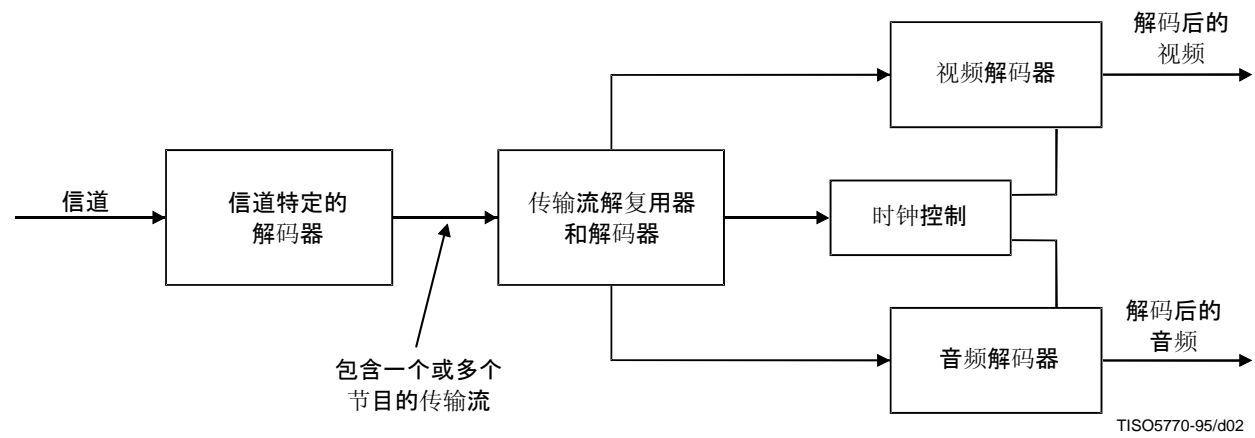 解码后的
视频
视频解码器
信道
信道特定的
解码器
传输流解复用器
和解码器
时钟控制
包含一个或多个
节目的传输流
解码后的
音频
音频解码器
TISO5770-95/d02